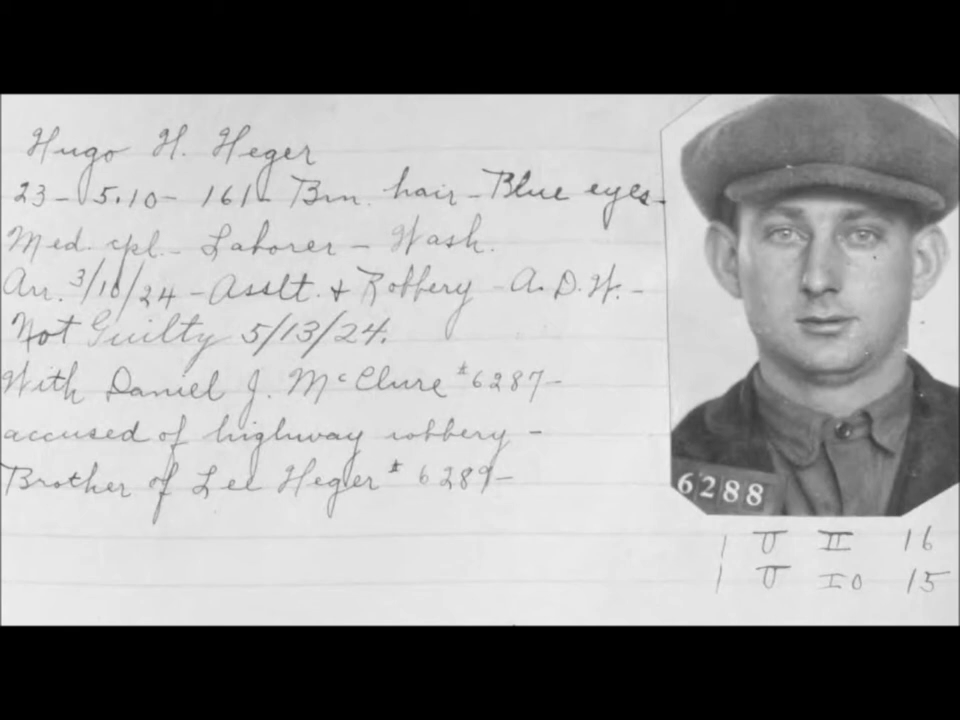 Hugo H. Heger
23 - 5.10 - 161 - Brn. hair - Blue eyes -
Med. cpl. - Laborer - Wash.
Arr. 3/10/24 - Asslt. & Robbery - A. D. W. -
Not Guilty 5/13/24.
With Daniel J. McClure #6287 -
accused of highway robbery -
Brother of Lee Heger #6289 -
6288
1 U II 16
1 U IO 15